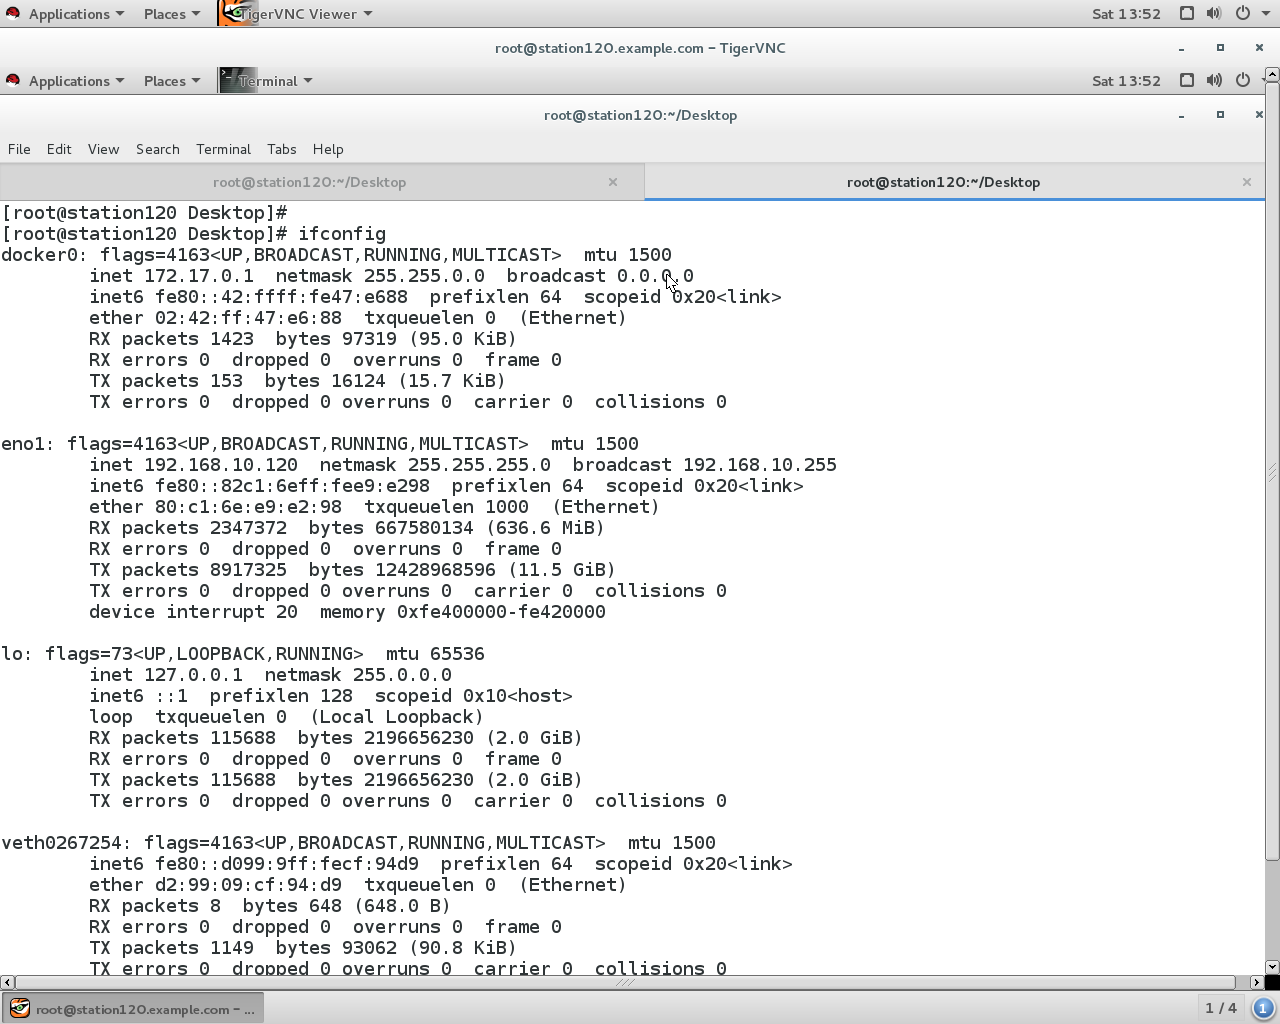 Applications Places TigerVNC Viewer Sat 13:52
root@station120.example.com - TigerVNC
Applications Places Terminal Sat 13:52
root@station120:~/Desktop
File Edit View Search Terminal Tabs Help
root@station120:~/Desktop root@station120:~/Desktop
[root@station120 Desktop]#
[root@station120 Desktop]# ifconfig
docker0: flags=4163<UP,BROADCAST,RUNNING,MULTICAST>  mtu 1500
        inet 172.17.0.1  netmask 255.255.0.0  broadcast 0.0.0.0
        inet6 fe80::42:ffff:fe47:e688  prefixlen 64  scopeid 0x20<link>
        ether 02:42:ff:47:e6:88  txqueuelen 0  (Ethernet)
        RX packets 1423  bytes 97319 (95.0 KiB)
        RX errors 0  dropped 0  overruns 0  frame 0
        TX packets 153  bytes 16124 (15.7 KiB)
        TX errors 0  dropped 0 overruns 0  carrier 0  collisions 0
eno1: flags=4163<UP,BROADCAST,RUNNING,MULTICAST>  mtu 1500
        inet 192.168.10.120  netmask 255.255.255.0  broadcast 192.168.10.255
        inet6 fe80::82c1:6eff:fee9:e298  prefixlen 64  scopeid 0x20<link>
        ether 80:c1:6e:e9:e2:98  txqueuelen 1000  (Ethernet)
        RX packets 2347372  bytes 667580134 (636.6 MiB)
        RX errors 0  dropped 0  overruns 0  frame 0
        TX packets 8917325  bytes 12428968596 (11.5 GiB)
        TX errors 0  dropped 0 overruns 0  carrier 0  collisions 0
        device interrupt 20  memory 0xfe400000-fe420000
lo: flags=73<UP,LOOPBACK,RUNNING>  mtu 65536
        inet 127.0.0.1  netmask 255.0.0.0
        inet6 ::1  prefixlen 128  scopeid 0x10<host>
        loop  txqueuelen 0  (Local Loopback)
        RX packets 115688  bytes 2196656230 (2.0 GiB)
        RX errors 0  dropped 0  overruns 0  frame 0
        TX packets 115688  bytes 2196656230 (2.0 GiB)
        TX errors 0  dropped 0 overruns 0  carrier 0  collisions 0
veth0267254: flags=4163<UP,BROADCAST,RUNNING,MULTICAST>  mtu 1500
        inet6 fe80::d099:9ff:fecf:94d9  prefixlen 64  scopeid 0x20<link>
        ether d2:99:09:cf:94:d9  txqueuelen 0  (Ethernet)
        RX packets 8  bytes 648 (648.0 B)
        RX errors 0  dropped 0  overruns 0  frame 0
        TX packets 1149  bytes 93062 (90.8 KiB)
        TX errors 0  dropped 0 overruns 0  carrier 0  collisions 0
root@station120.example.com - ... 1 / 4 1